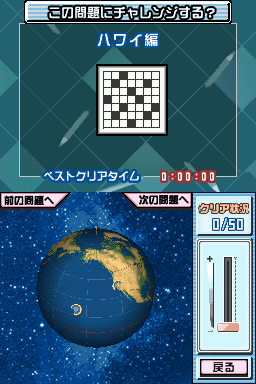 この問題にチャレンジする?
ハワイ編
ベストクリアタイム 0:00:00
前の問題へ 次の問題へ
クリア状況
0/50
+
-
戻る